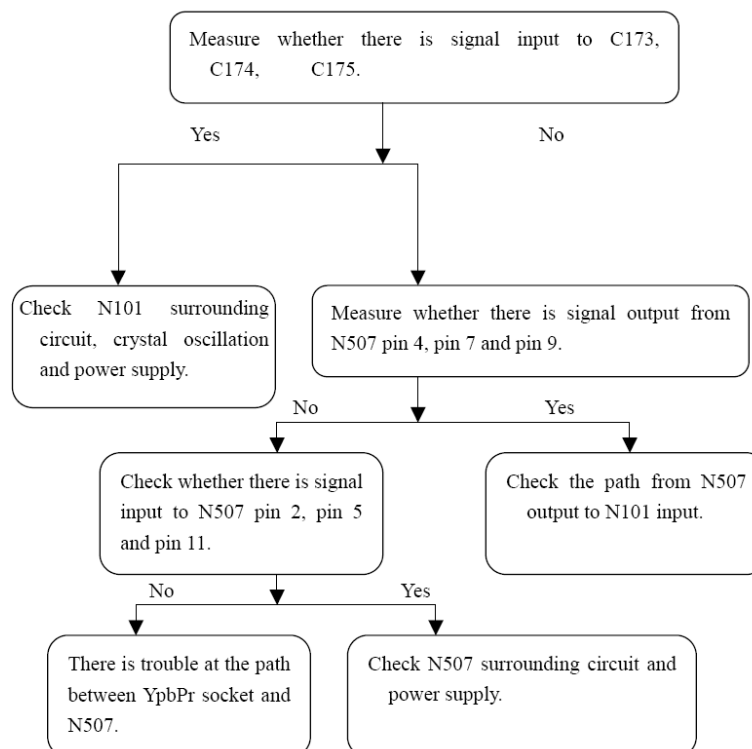 Measure whether there is signal input to C173,
C174, C175.
Yes
No
Check N101 surrounding
circuit, crystal oscillation
and power supply.
Measure whether there is signal output from
N507 pin 4, pin 7 and pin 9.
No
Yes
Check whether there is signal
input to N507 pin 2, pin 5
and pin 11.
Check the path from N507
output to N101 input.
No
Yes
There is trouble at the path
between YpbPr socket and
N507.
Check N507 surrounding circuit and
power supply.